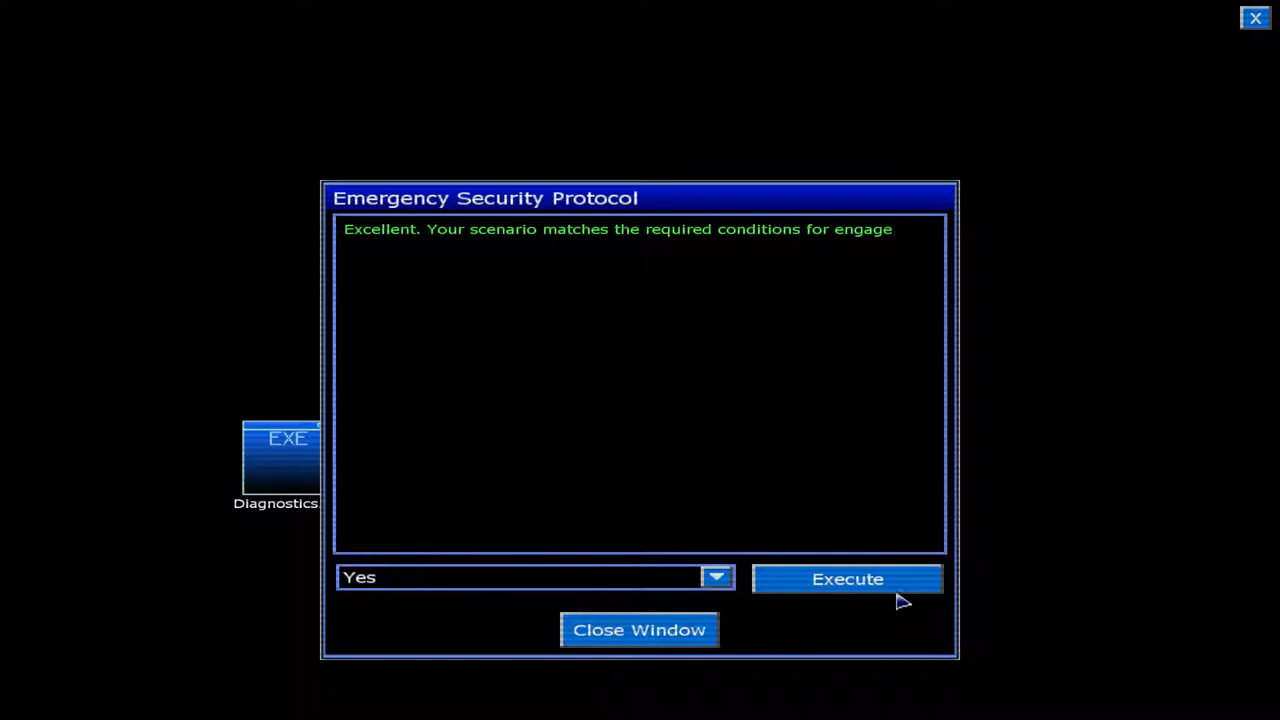 X
Emergency Security Protocol
Excellent. Your scenario matches the required conditions for engage
EXE
Diagnostics
Yes
Execute
Close Window